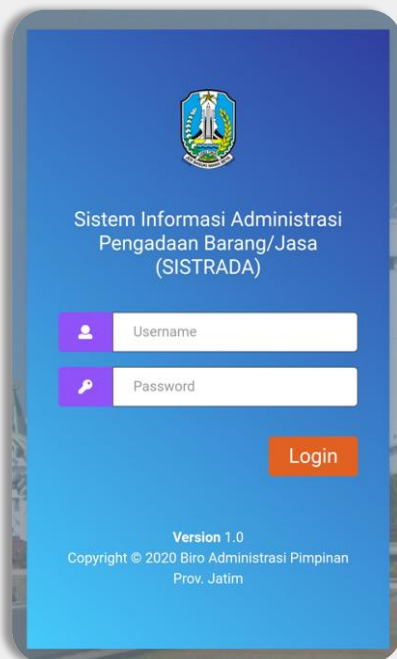 Sistem Informasi Administrasi
Pengadaan Barang/Jasa
(SISTRADA)
Username
Password
Login
Version 1.0
Copyright © 2020 Biro Administrasi Pimpinan
Prov. Jatim